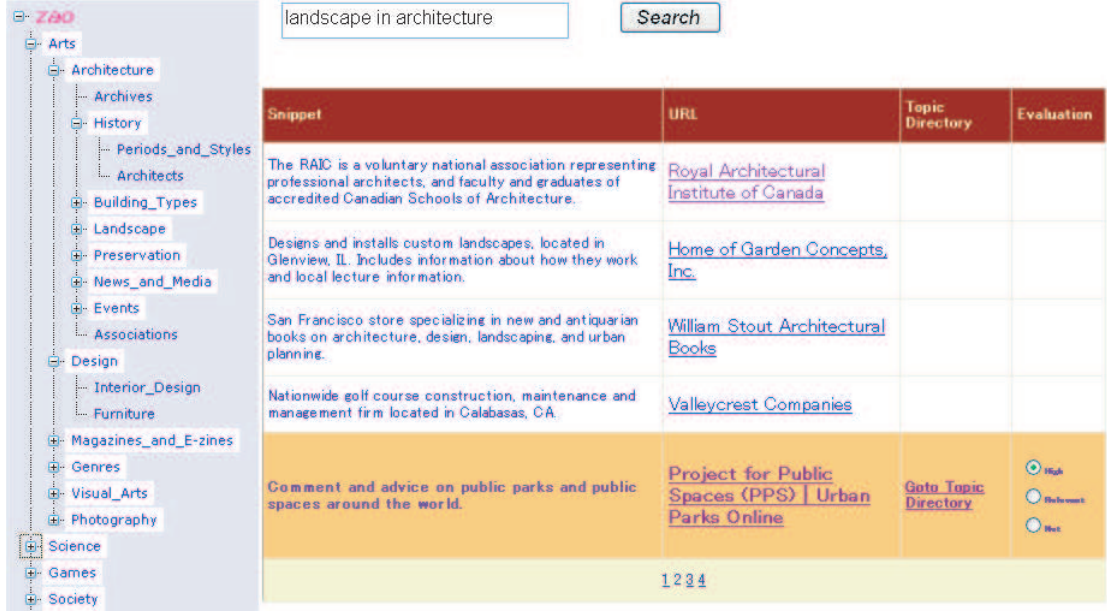 zao
Arts
Architecture
Archives
History
Periods_and_Styles
Architects
Building_Types
Landscape
Preservation
News_and_Media
Events
Associations
Design
Interior_Design
Furniture
Magazines_and_E-zines
Genres
Visual_Arts
Photography
Science
Games
Society
landscape in architecture
Search
Snippet
URL
Topic
Directory
Evaluation
The RAIC is a voluntary national association representing
professional architects, and faculty and graduates of
accredited Canadian Schools of Architecture.
Royal Architectural
Institute of Canada
Designs and installs custom landscapes, located in
Glenview, IL. Includes information about how they work
and local lecture information.
Home of Garden Concepts,
Inc.
San Francisco store specializing in new and antiquarian
books on architecture, design, landscaping, and urban
planning.
William Stout Architectural
Books
Nationwide golf course construction, maintenance and
management firm located in Calabasas, CA.
Valleycrest Companies
Comment and advice on public parks and public
spaces around the world.
Project for Public
Spaces (PPS) | Urban
Parks Online
Goto Topic
Directory
High
Relevant
Not
1 2 3 4